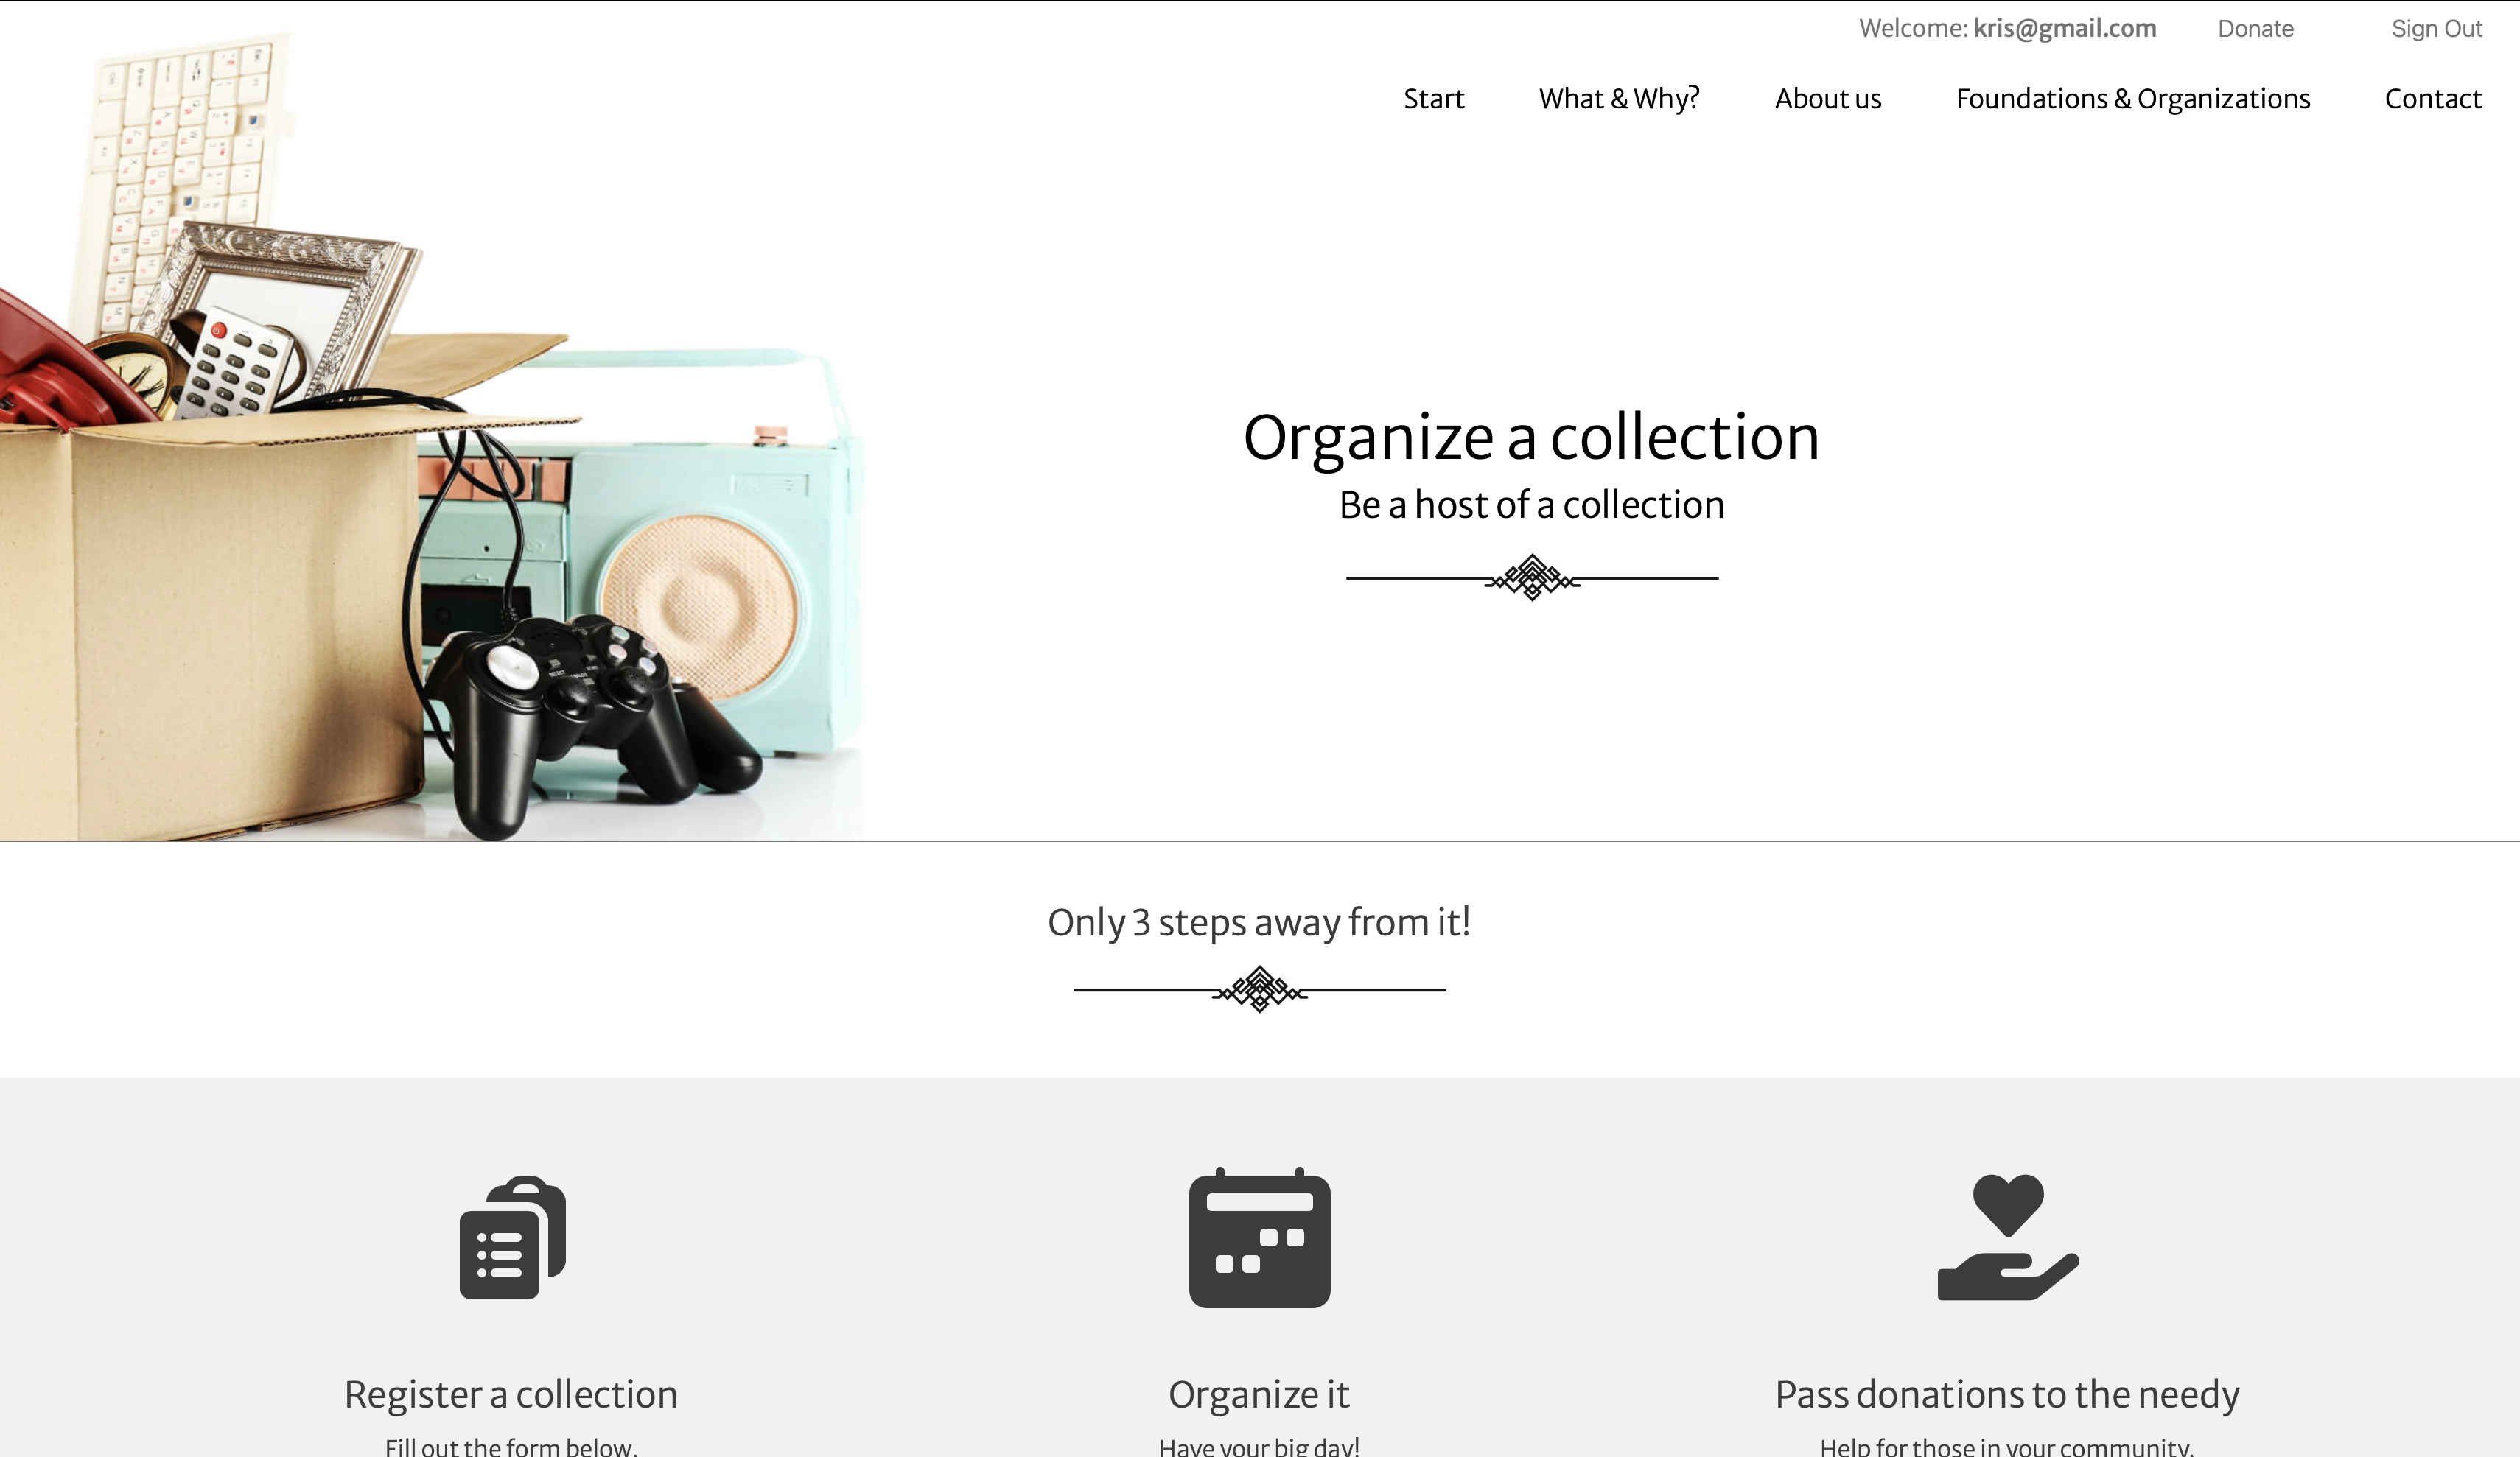 Welcome: kris@gmail.com Donate Sign Out
Start What & Why? About us Foundations & Organizations Contact
Organize a collection
Be a host of a collection
Only 3 steps away from it!
Register a collection
Fill out the form below.
Organize it
Have your big day!
Pass donations to the needy
Help for those in your community.